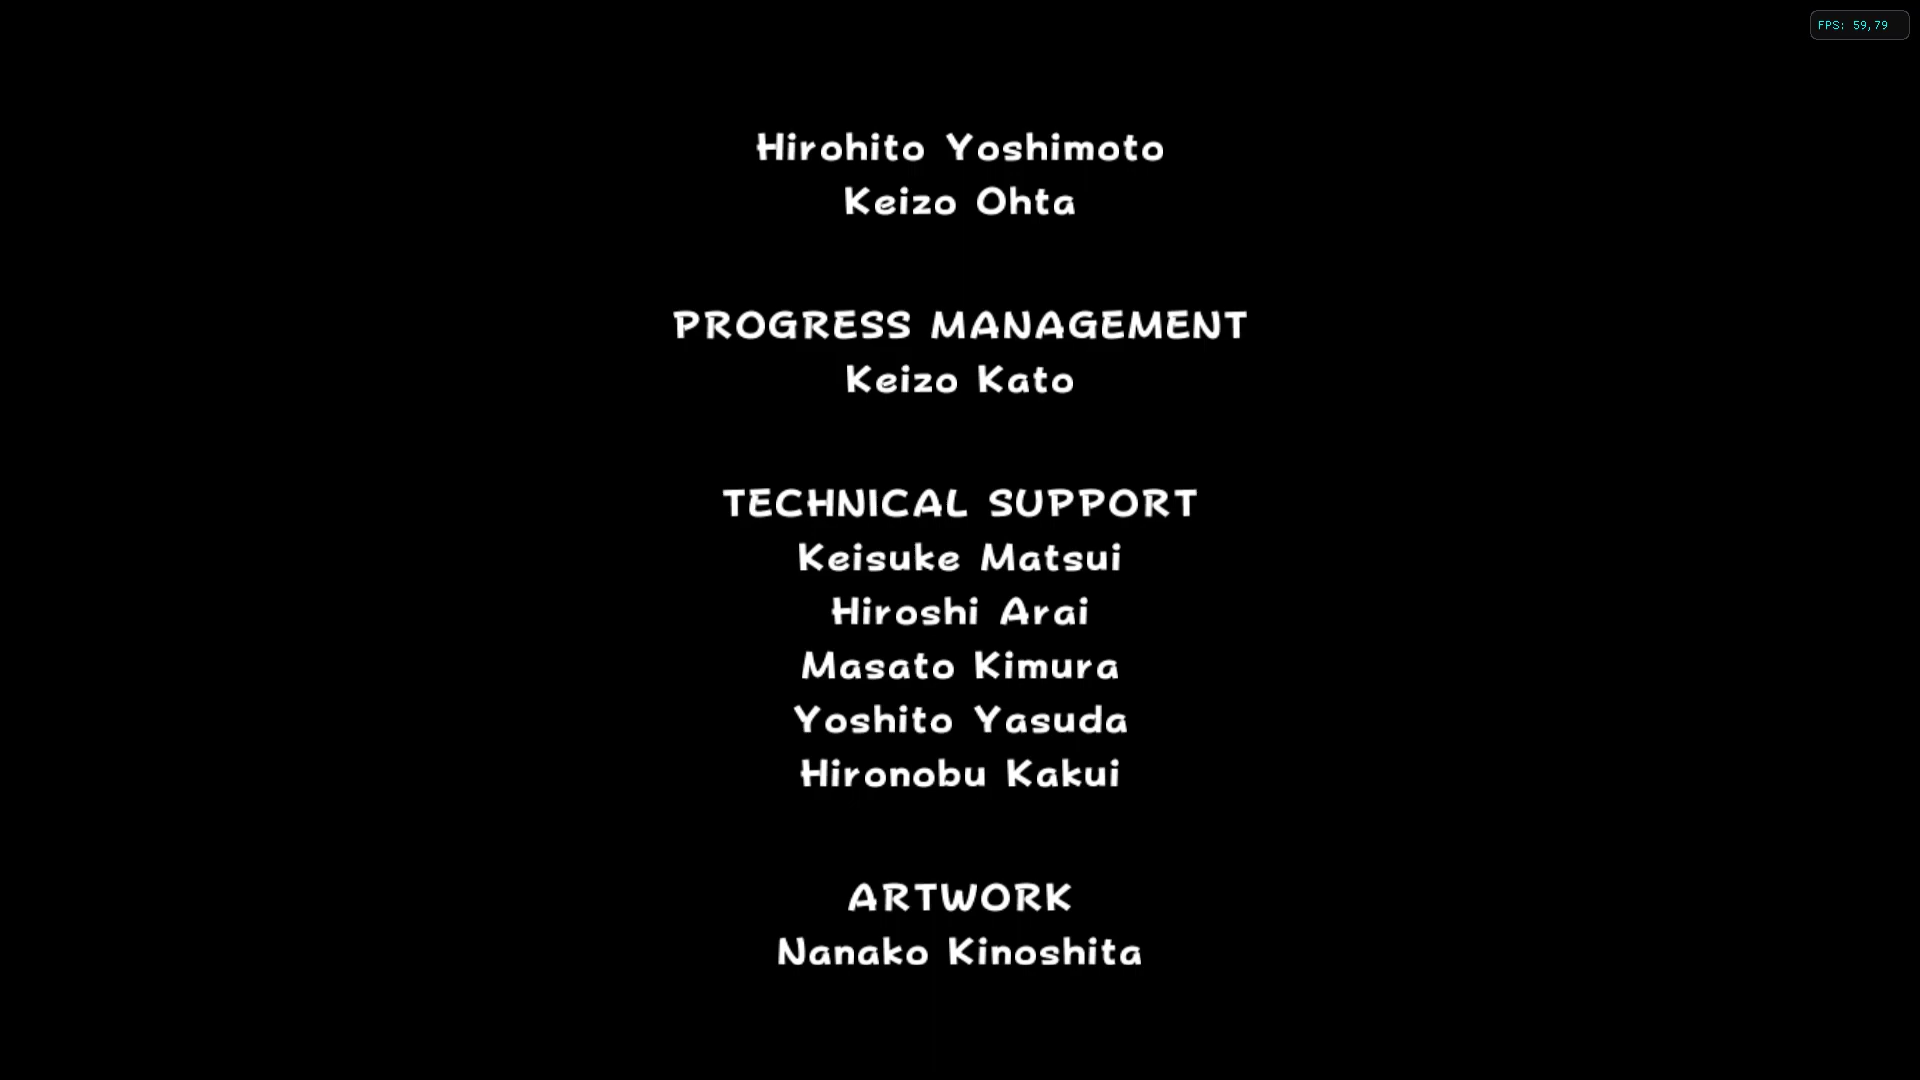 FPS: 59,79
Hirohito Yoshimoto
Keizo Ohta
PROGRESS MANAGEMENT
Keizo Kato
TECHNICAL SUPPORT
Keisuke Matsui
Hiroshi Arai
Masato Kimura
Yoshito Yasuda
Hironobu Kakui
ARTWORK
Nanako Kinoshita